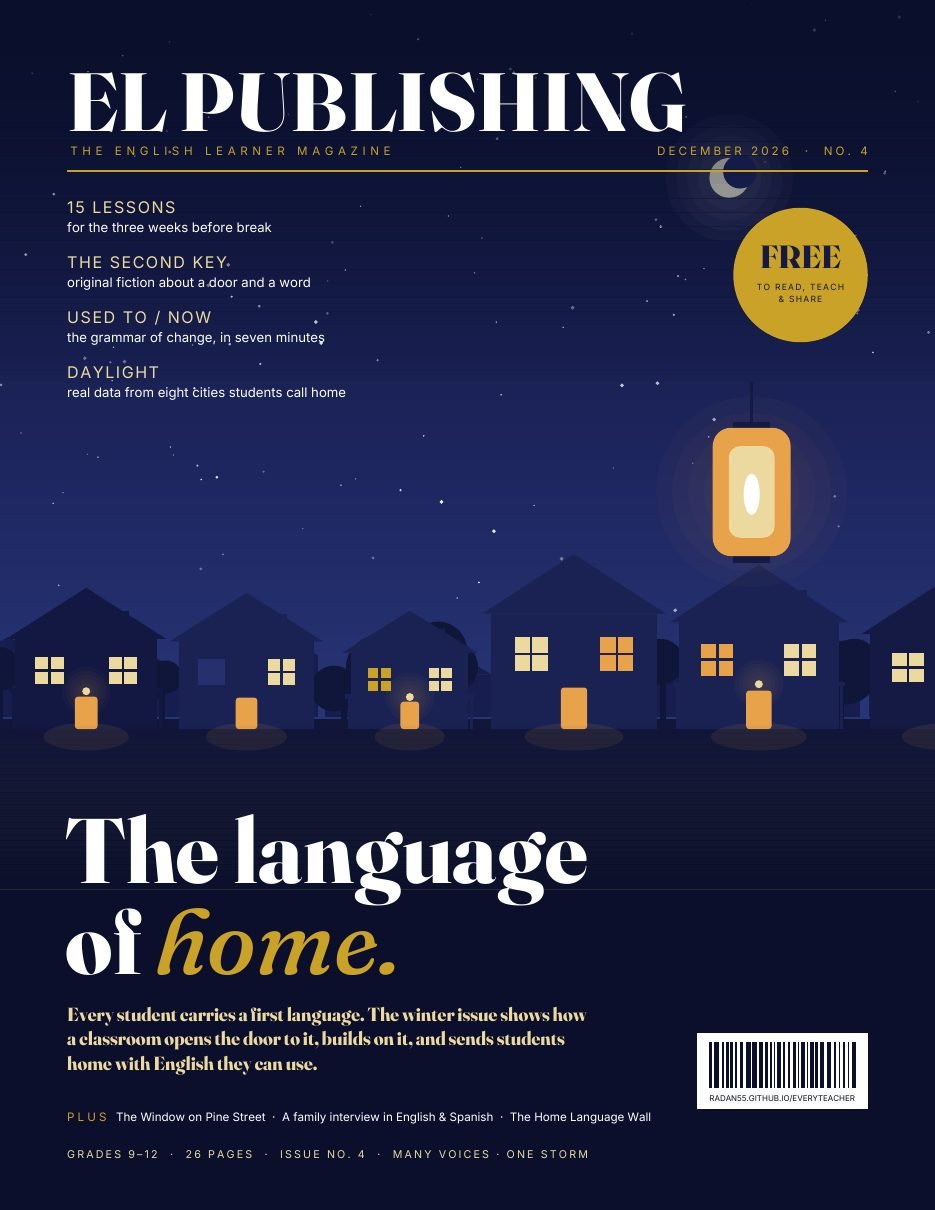 EL PUBLISHING
THE ENGLISH LEARNER MAGAZINE
DECEMBER 2026 · NO. 4
15 LESSONS
for the three weeks before break
THE SECOND KEY
original fiction about a door and a word
USED TO / NOW
the grammar of change, in seven minutes
DAYLIGHT
real data from eight cities students call home
FREE
TO READ, TEACH
& SHARE
The language
of home.
Every student carries a first language. The winter issue shows how
a classroom opens the door to it, builds on it, and sends students
home with English they can use.
PLUS The Window on Pine Street · A family interview in English & Spanish · The Home Language Wall
RADAN55.GITHUB.IO/EVERYTEACHER
GRADES 9–12 · 26 PAGES · ISSUE NO. 4 · MANY VOICES · ONE STORM